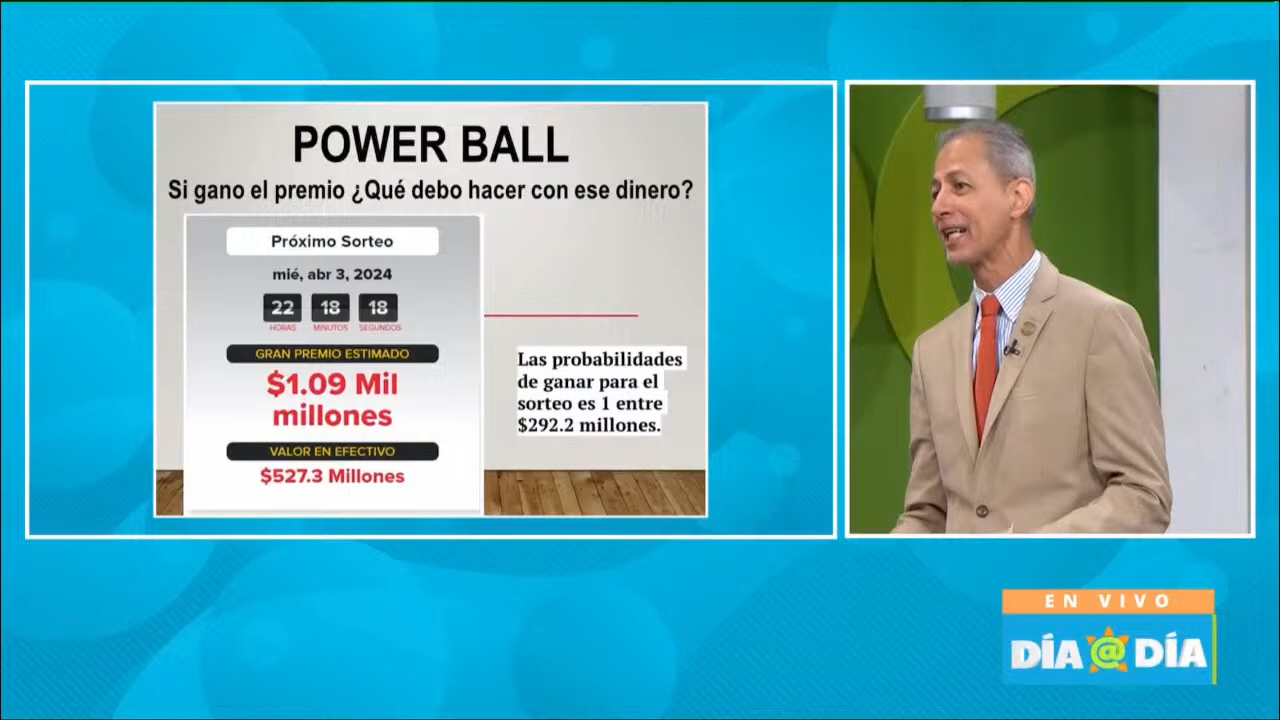 POWER BALL
Si gano el premio ¿Qué debo hacer con ese dinero?
Próximo Sorteo
mié, abr 3, 2024
22 18 18
HORAS MINUTOS SEGUNDOS
GRAN PREMIO ESTIMADO
$1.09 Mil
millones
VALOR EN EFECTIVO
$527.3 Millones
Las probabilidades
de ganar para el
sorteo es 1 entre
$292.2 millones.
EN VIVO
DÍA @ DÍA